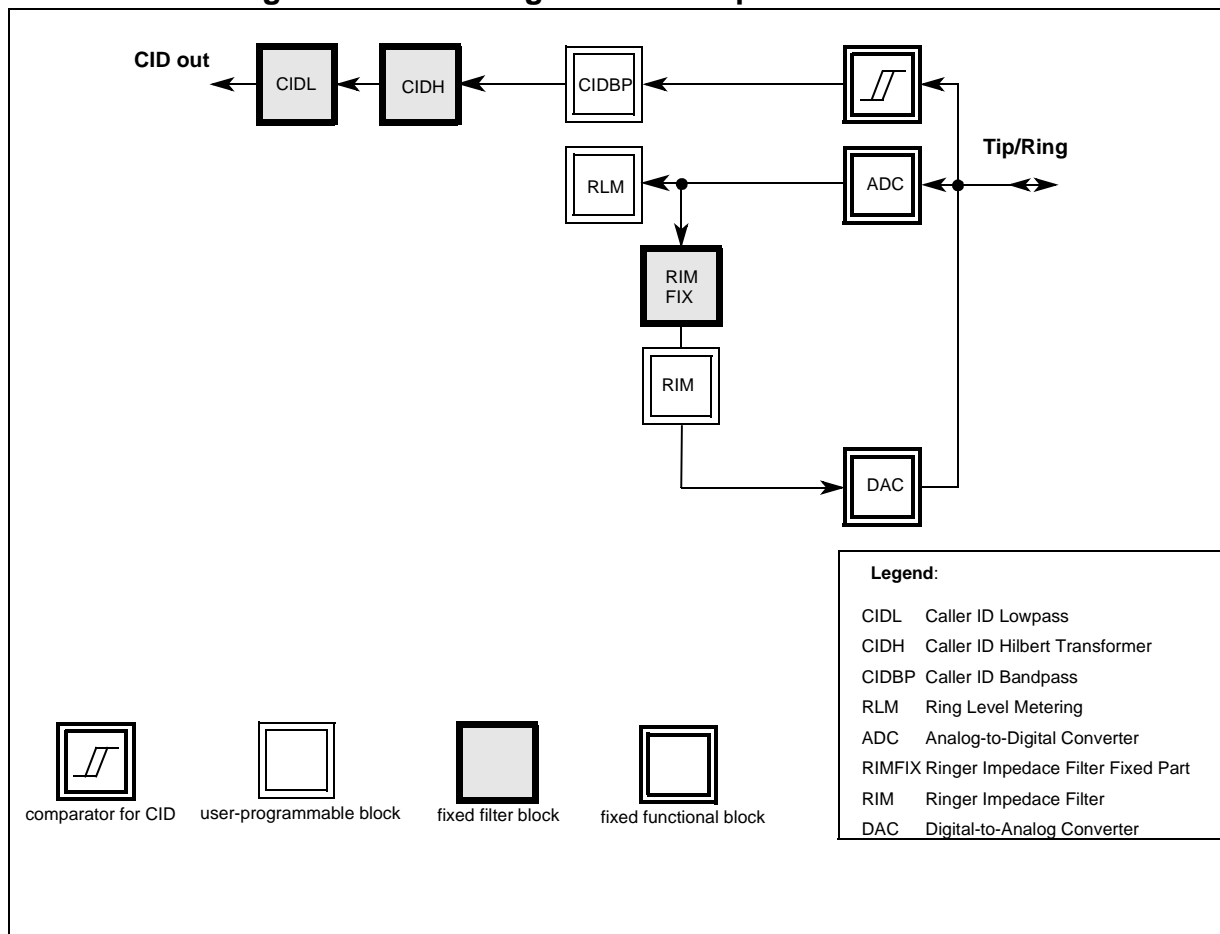 CID out
CIDL
CIDH
CIDBP
Tip/Ring
RLM
ADC
RIM
FIX
RIM
DAC
Legend:
CIDL Caller ID Lowpass
CIDH Caller ID Hilbert Transformer
CIDBP Caller ID Bandpass
RLM Ring Level Metering
ADC Analog-to-Digital Converter
RIMFIX Ringer Impedace Filter Fixed Part
RIM Ringer Impedance Filter
DAC Digital-to-Analog Converter
comparator for CID
user-programmable block
fixed filter block
fixed functional block